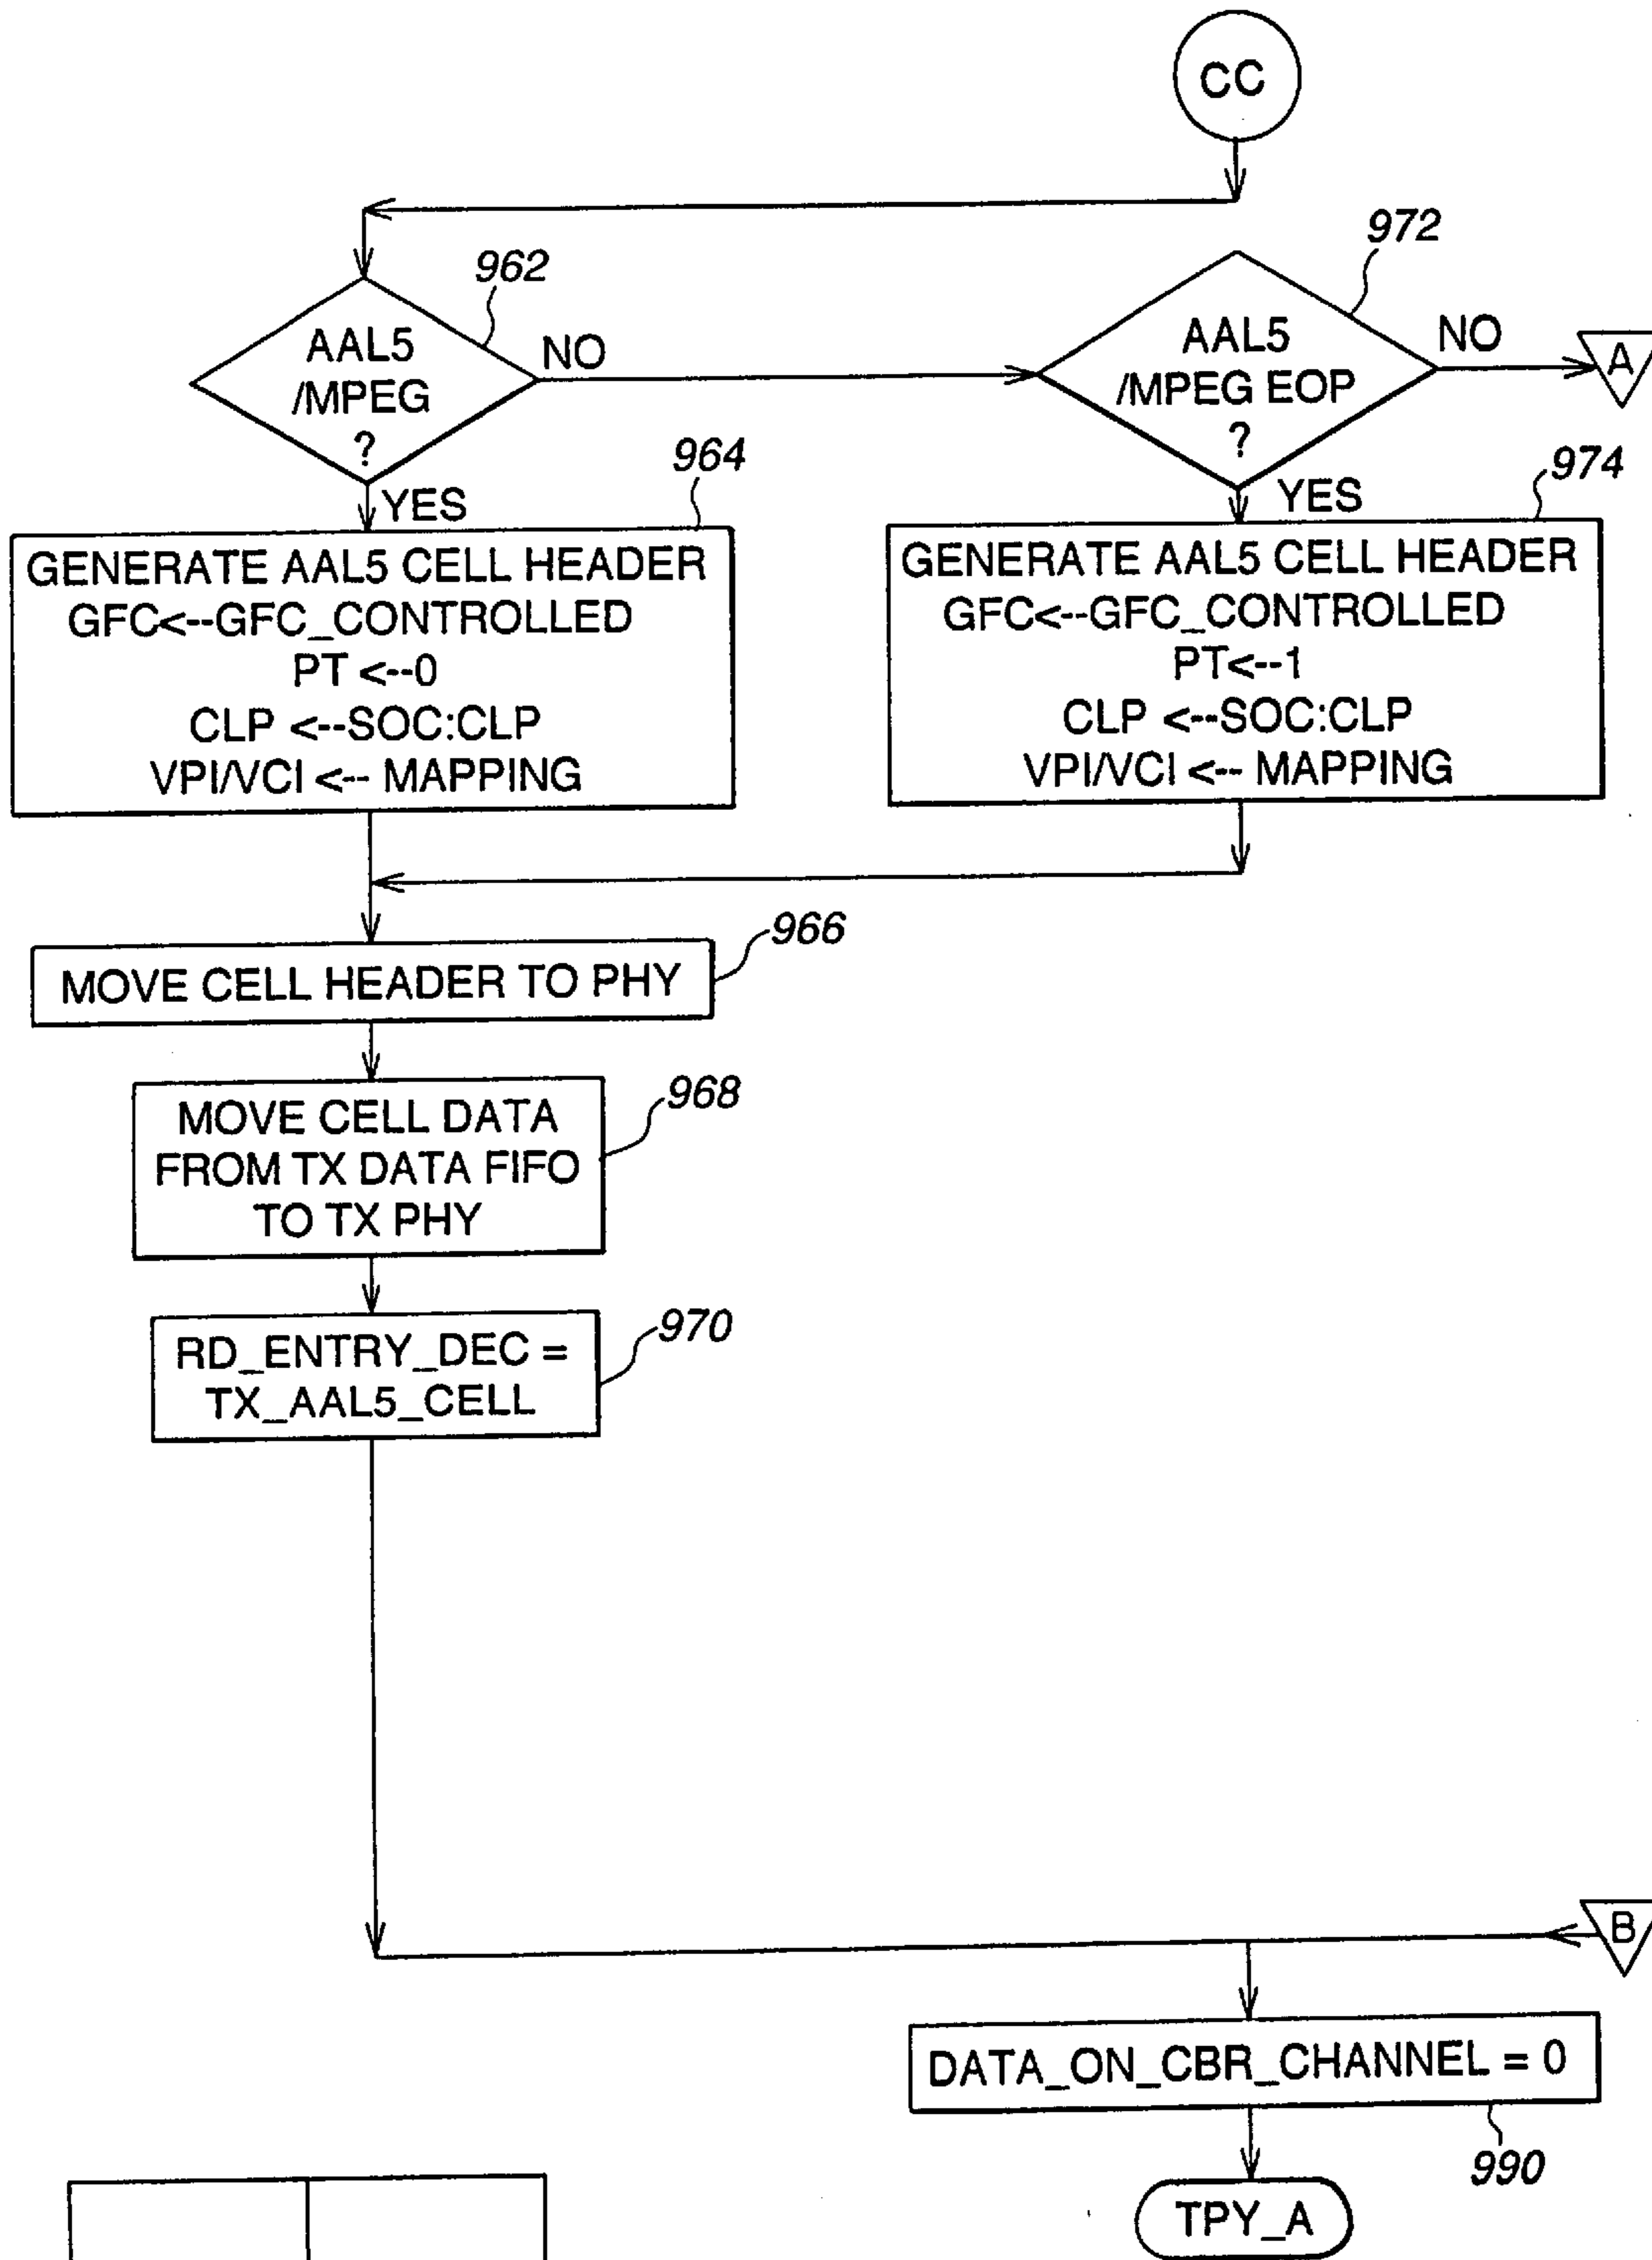 CC
962
AAL5
/MPEG
?
NO
972
AAL5
/MPEG EOP
?
NO
A
YES
964
GENERATE AAL5 CELL HEADER
GFC<--GFC_CONTROLLED
PT <--0
CLP <--SOC:CLP
VPI/VCI <-- MAPPING
YES
974
GENERATE AAL5 CELL HEADER
GFC<--GFC_CONTROLLED
PT<--1
CLP <--SOC:CLP
VPI/VCI <-- MAPPING
966
MOVE CELL HEADER TO PHY
968
MOVE CELL DATA
FROM TX DATA FIFO
TO TX PHY
970
RD_ENTRY_DEC =
TX_AAL5_CELL
B
DATA_ON_CBR_CHANNEL = 0
990
TPY_A